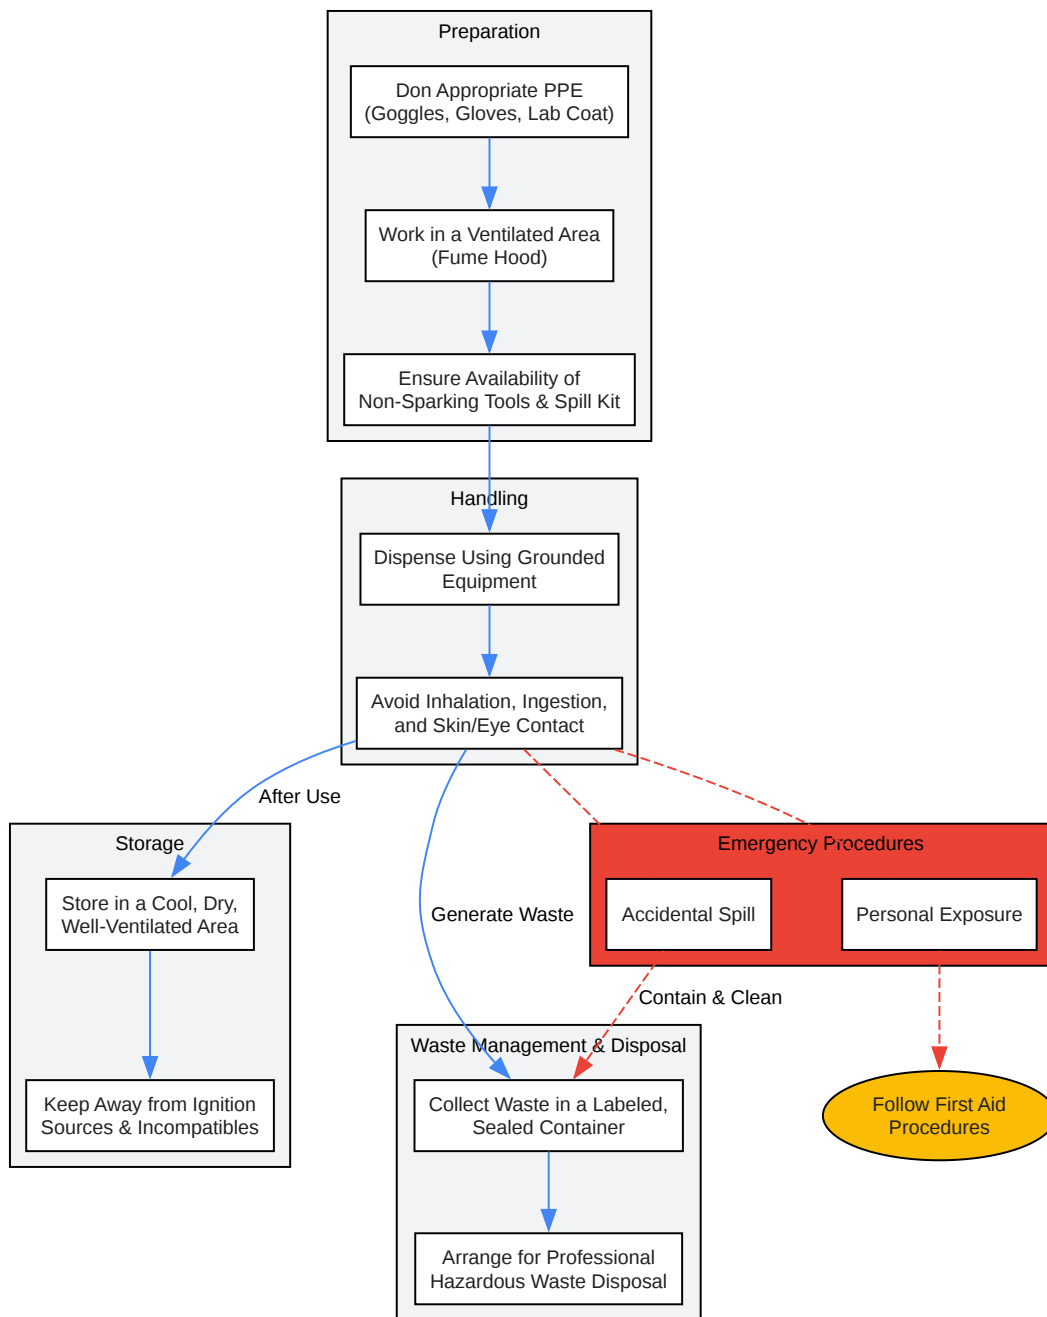 Preparation
Don Appropriate PPE
(Goggles, Gloves, Lab Coat)
Work in a Ventilated Area
(Fume Hood)
Ensure Availability of
Non-Sparking Tools & Spill Kit
Handling
Dispense Using Grounded
Equipment
Avoid Inhalation, Ingestion,
and Skin/Eye Contact
After Use
Storage
Store in a Cool, Dry,
Well-Ventilated Area
Keep Away from Ignition
Sources & Incompatibles
Generate Waste
Emergency Procedures
Accidental Spill
Personal Exposure
Contain & Clean
Waste Management & Disposal
Collect Waste in a Labeled,
Sealed Container
Arrange for Professional
Hazardous Waste Disposal
Follow First Aid
Procedures